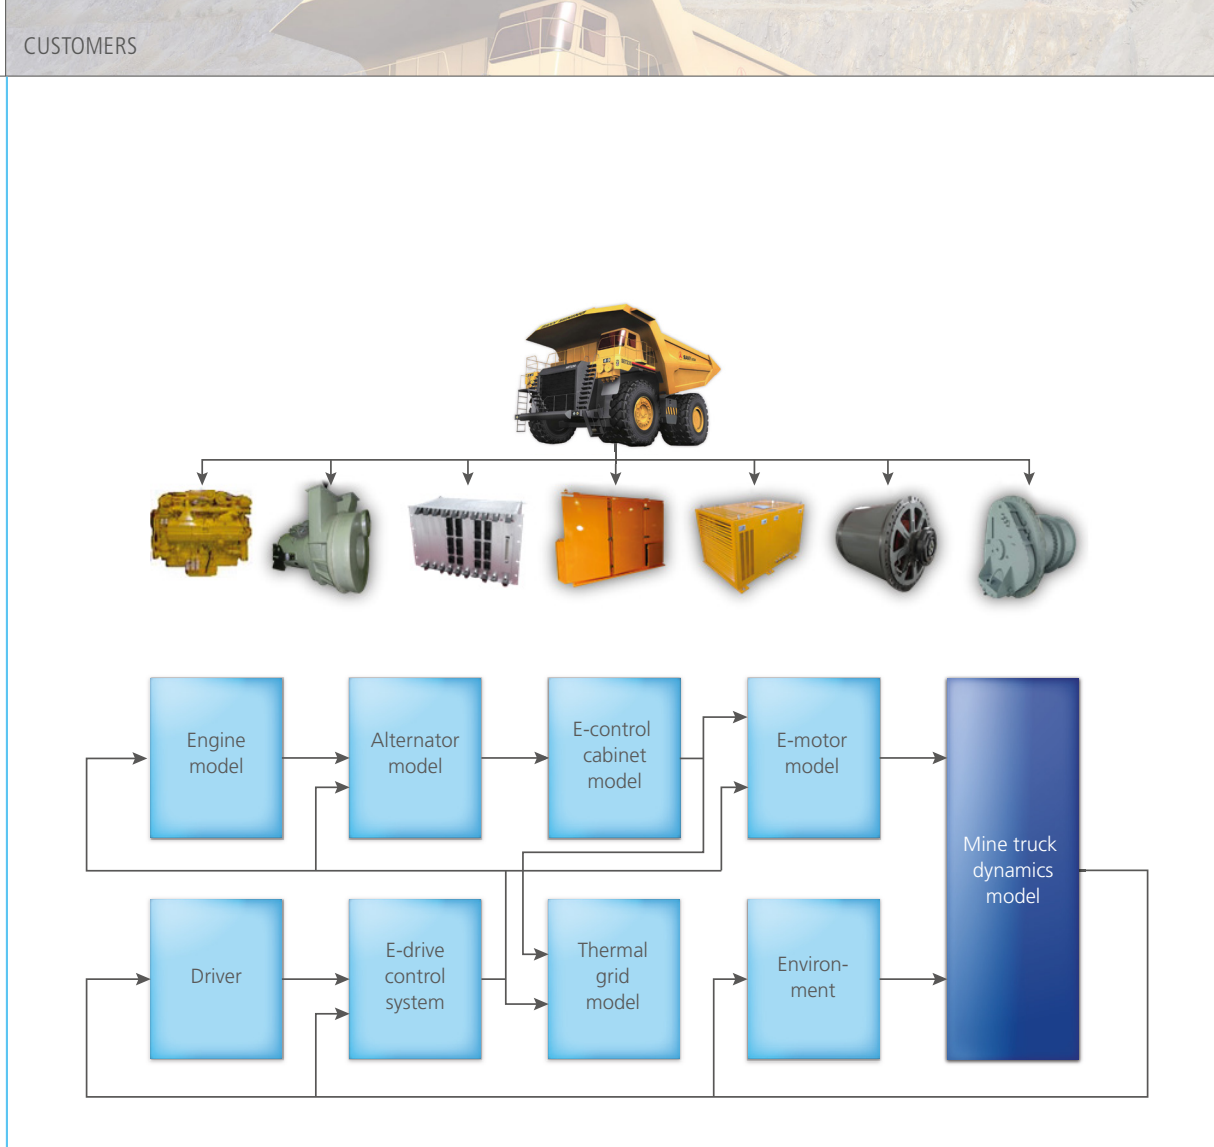 CUSTOMERS
Engine
model
Alternator
model
E-control
cabinet
model
E-motor
model
Mine truck
dynamics
model
Driver
E-drive
control
system
Thermal
grid
model
Environ-
ment